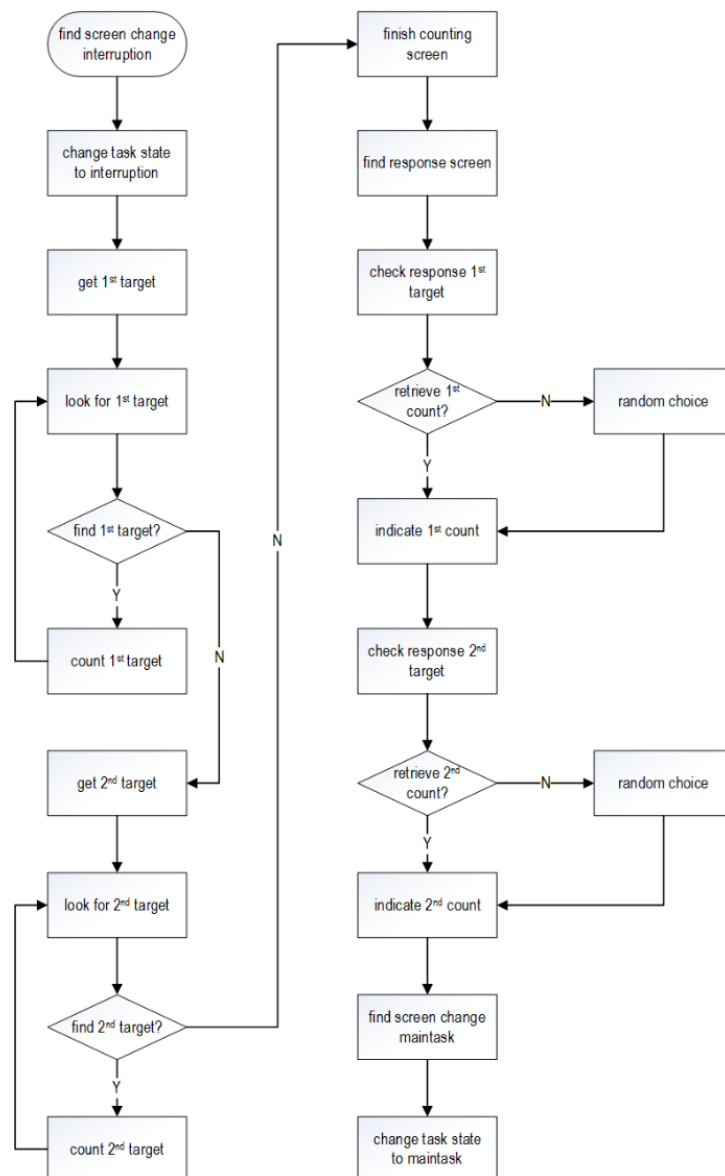 find screen change
interruption
change task state
to interruption
get 1st target
look for 1st target
find 1st target?
Y
N
count 1st target
get 2nd target
look for 2nd target
find 2nd target?
N
Y
count 2nd target
finish counting
screen
find response screen
check response 1st
target
retrieve 1st
count?
N
random choice
Y
indicate 1st count
check response 2nd
target
retrieve 2nd
count?
N
random choice
Y
indicate 2nd count
find screen change
maintask
change task state
to maintask